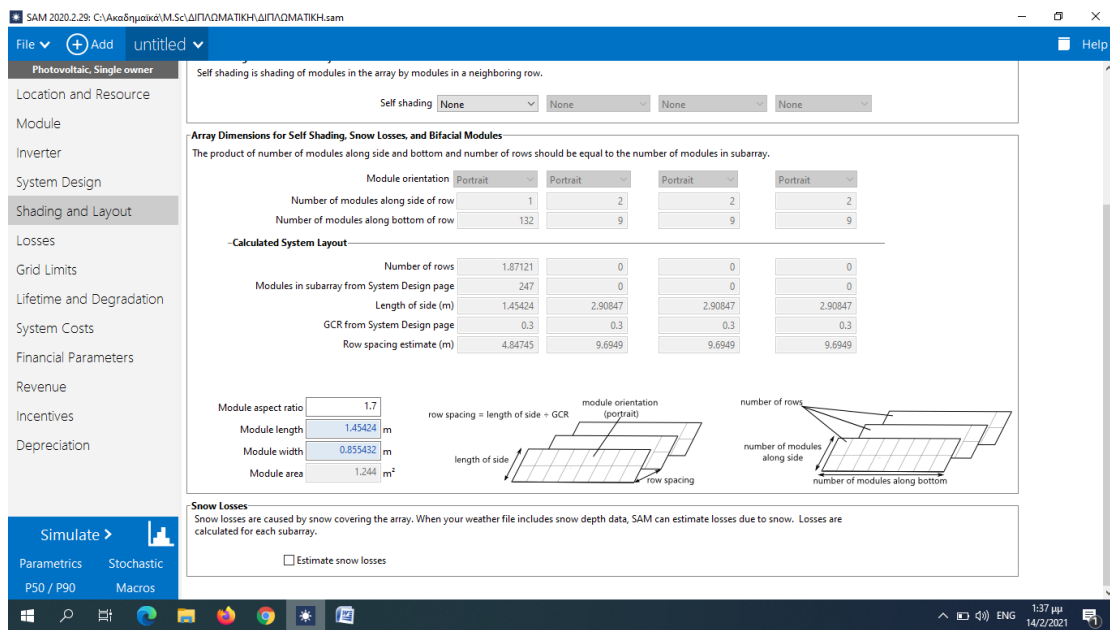 SAM 2020.2.29: C:\Ακαδημαϊκά\M.Sc\ΔΙΠΛΩΜΑΤΙΚΗ\ΔΙΠΛΩΜΑΤΙΚΗ.sam
File Add untitled Help
Photovoltaic, Single owner
Location and Resource
Module
Inverter
System Design
Shading and Layout
Losses
Grid Limits
Lifetime and Degradation
System Costs
Financial Parameters
Revenue
Incentives
Depreciation
Simulate >
Parametrics Stochastic
P50 / P90 Macros
Self shading is shading of modules in the array by modules in a neighboring row.
Self shading None None None None
Array Dimensions for Self Shading, Snow Losses, and Bifacial Modules
The product of number of modules along side and bottom and number of rows should be equal to the number of modules in subarray.
Module orientation Portrait Portrait Portrait Portrait
Number of modules along side of row 1 2 2 2
Number of modules along bottom of row 132 9 9 9
-Calculated System Layout
Number of rows 1.87121 0 0 0
Modules in subarray from System Design page 247 0 0 0
Length of side (m) 1.45424 2.90847 2.90847 2.90847
GCR from System Design page 0.3 0.3 0.3 0.3
Row spacing estimate (m) 4.84745 9.6949 9.6949 9.6949
Module aspect ratio 1.7
Module length 1.45424 m
Module width 0.855432 m
Module area 1.244 m²
row spacing = length of side ÷ GCR
module orientation
(portrait)
length of side
row spacing
number of rows
number of modules
along side
number of modules along bottom
Snow Losses
Snow losses are caused by snow covering the array. When your weather file includes snow depth data, SAM can estimate losses due to snow. Losses are
calculated for each subarray.
Estimate snow losses
ENG
1:37 μμ
14/2/2021
1